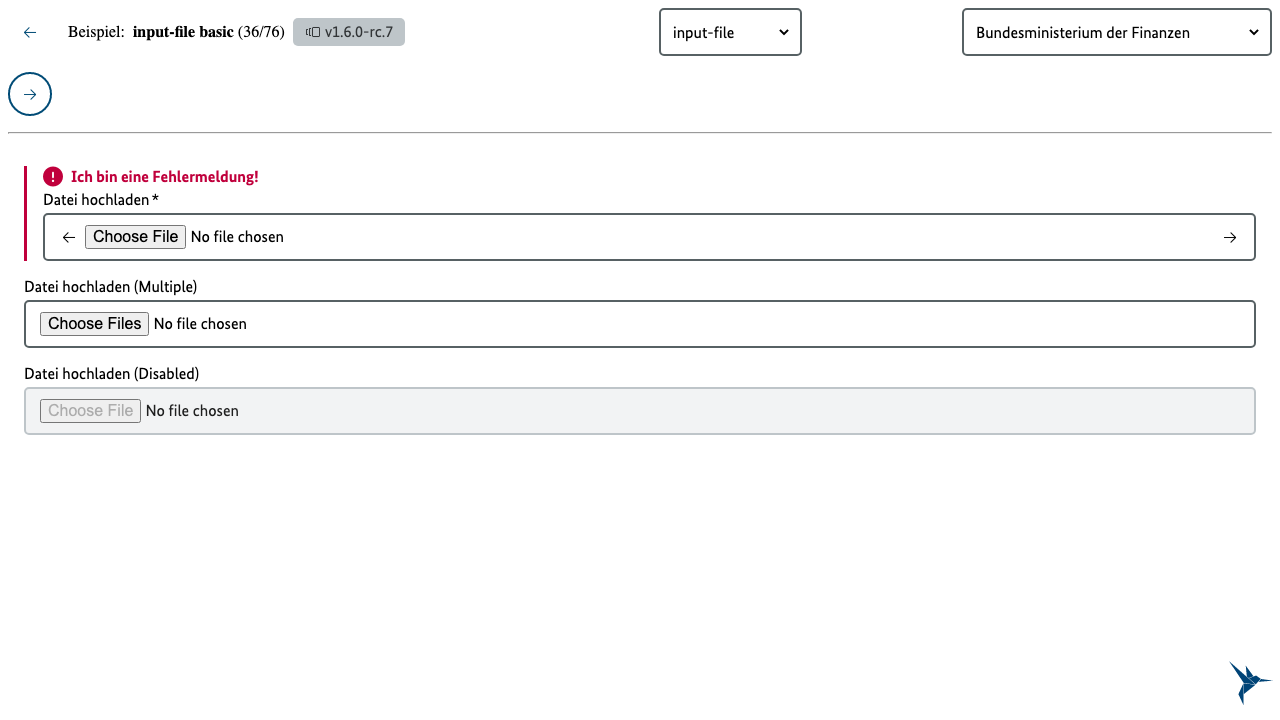 ← Beispiel: input-file basic (36/76) v1.6.0-rc.7 input-file Bundesministerium der Finanzen
→
Ich bin eine Fehlermeldung!
Datei hochladen *
← Choose File No file chosen →
Datei hochladen (Multiple)
Choose Files No file chosen
Datei hochladen (Disabled)
Choose File No file chosen